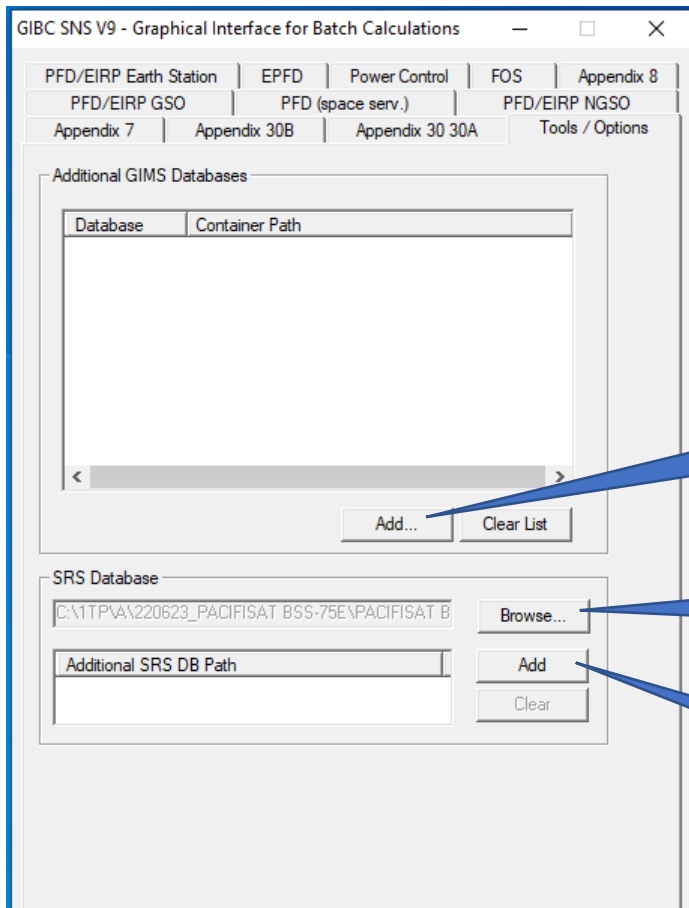 GIBC SNS V9 - Graphical Interface for Batch Calculations
PFD/EIRP Earth Station EPFD Power Control FOS Appendix 8
PFD/EIRP GSO PFD (space serv.) PFD/EIRP NGSO
Appendix 7 Appendix 30B Appendix 30 30A Tools / Options
Additional GIMS Databases
Database Container Path
Add... Clear List
SRS Database
C:\1TP\A\220623_PACIFISAT BSS-75E\PACIFISAT B Browse...
Additional SRS DB Path Add
Clear